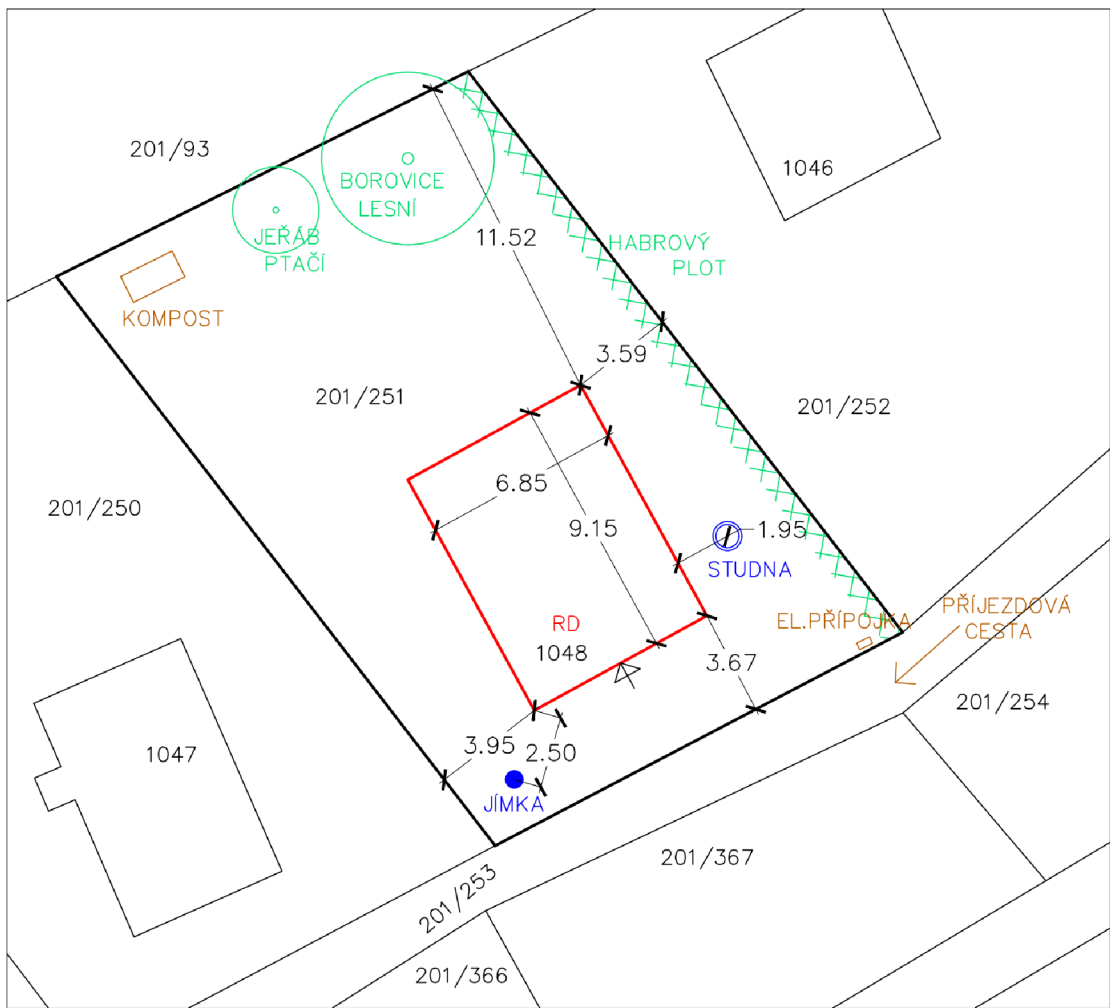 201/93
1046
BOROVICE
LESNÍ
11.52
JEŘÁB
PTAČÍ
HABROVÝ
PLOT
KOMPOST
3.59
201/251
201/252
6.85
201/250
9.15
1.95
STUDNA
PŘÍJEZDOVÁ
CESTA
EL.PŘÍPOJKA
RD
1048
3.67
201/254
3.95
2.50
1047
JÍMKA
201/367
201/253
201/366